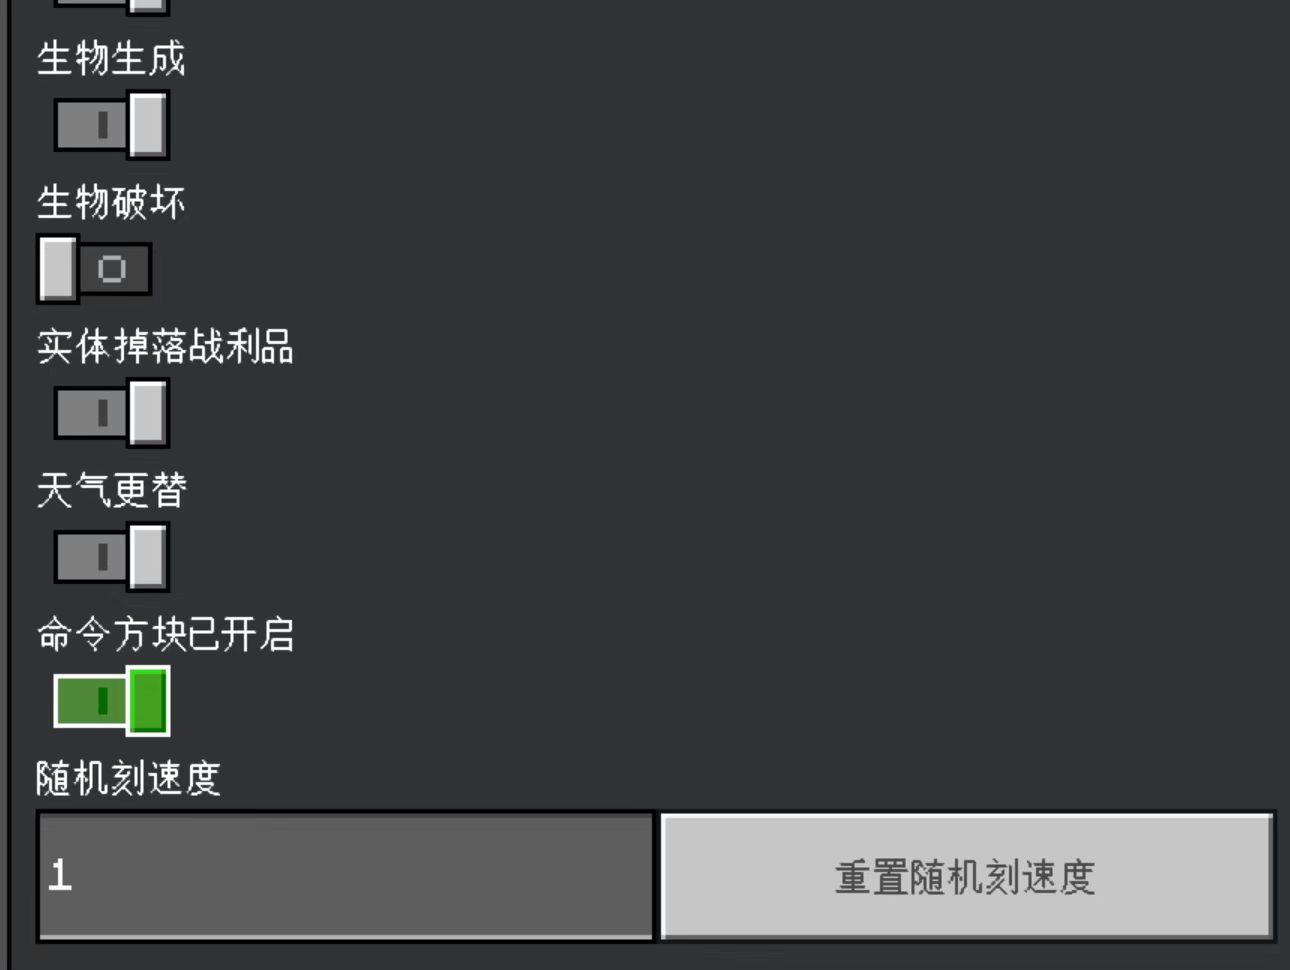 生物生成
生物破坏
实体掉落战利品
天气更替
命令方块已开启
随机刻速度
1
重置随机刻速度